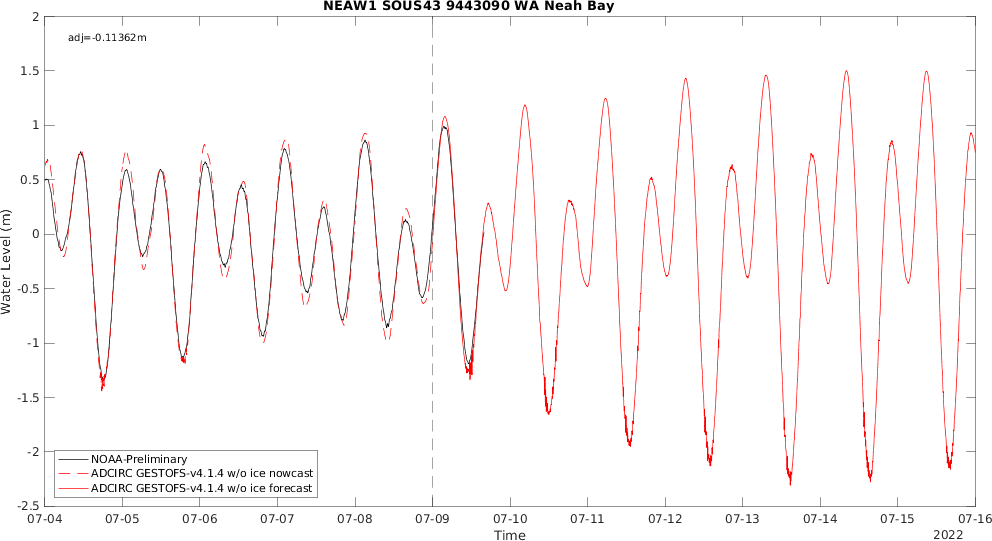 NEAW1 SOUS43 9443090 WA Neah Bay
adj=-0.11362m
2
1.5
1
0.5
0
-0.5
-1
-1.5
-2
-2.5
Water Level (m)
NOAA-Preliminary
ADCIRC GESTOFS-v4.1.4 w/o ice nowcast
ADCIRC GESTOFS-v4.1.4 w/o ice forecast
07-04 07-05 07-06 07-07 07-08 07-09 07-10 07-11 07-12 07-13 07-14 07-15 07-16
Time
2022